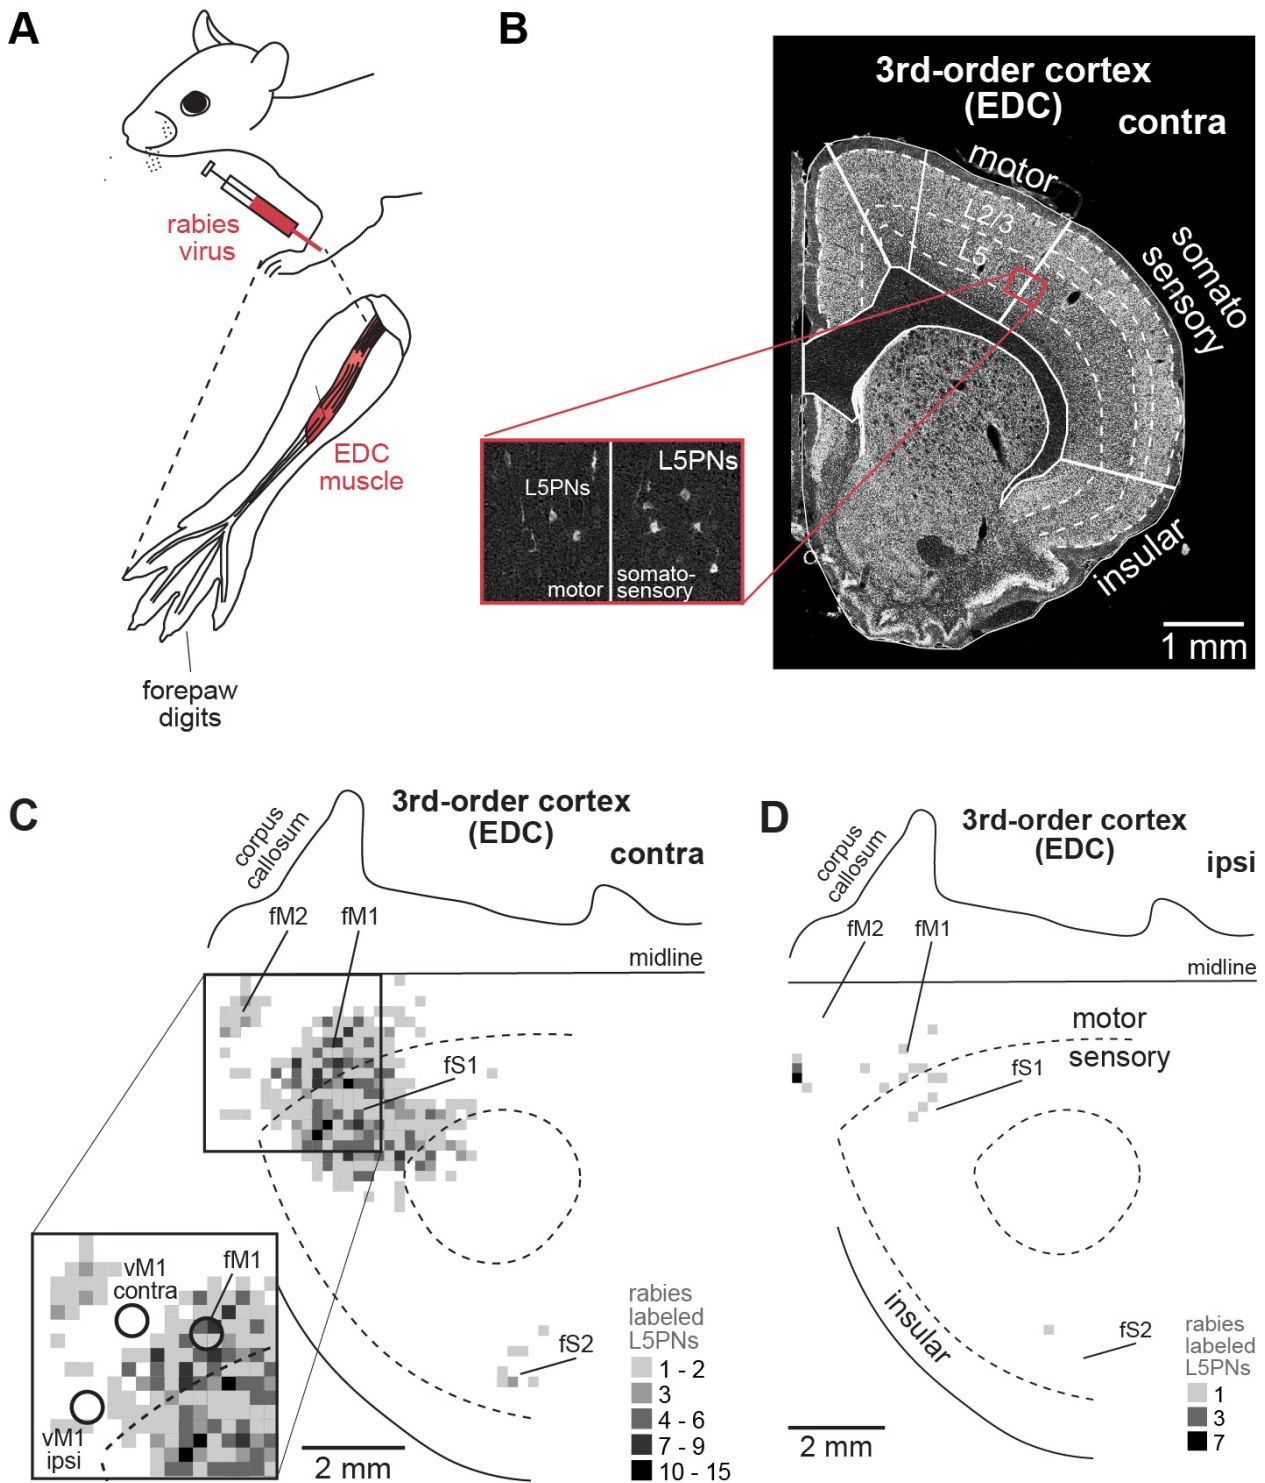 A
rabies
virus
EDC
muscle
forepaw
digits
B
3rd-order cortex
(EDC)
contra
motor
somato
sensory
insular
L2/3
L5
L5PNs
L5PNs
motor
somato-
sensory
1 mm
C
3rd-order cortex
(EDC)
contra
corpus
callosum
fM2
fM1
midline
fS1
fS2
vM1
contra
fM1
vM1
ipsi
2 mm
rabies
labeled
L5PNs
1 - 2
3
4 - 6
7 - 9
10 - 15
D
3rd-order cortex
(EDC)
ipsi
corpus
callosum
fM2
fM1
midline
motor
sensory
fS1
insular
fS2
2 mm
rabies
labeled
L5PNs
1
3
7